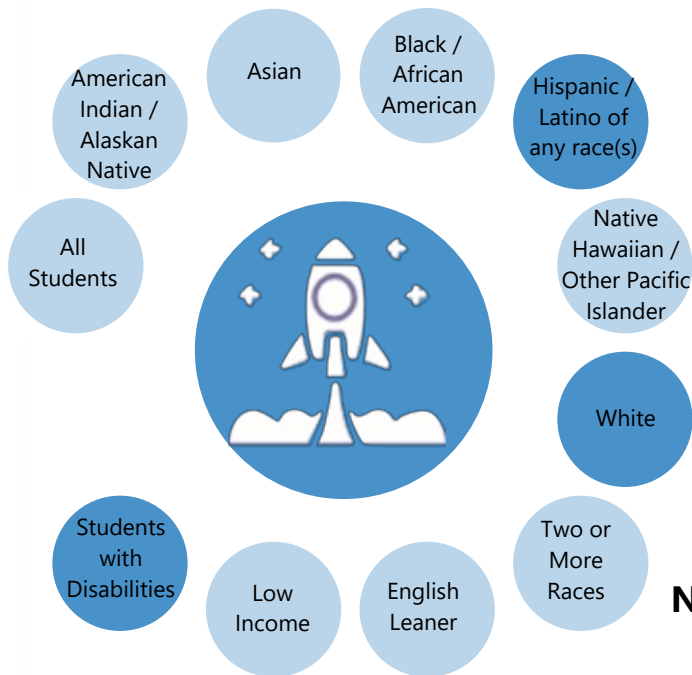 Asian
Black /
African
American
American
Indian /
Alaskan
Native
Hispanic /
Latino of
any race(s)
All
Students
Native
Hawaiian /
Other Pacific
Islander
White
Students
with
Disabilities
Low
Income
English
Leaner
Two or
More
Races
N